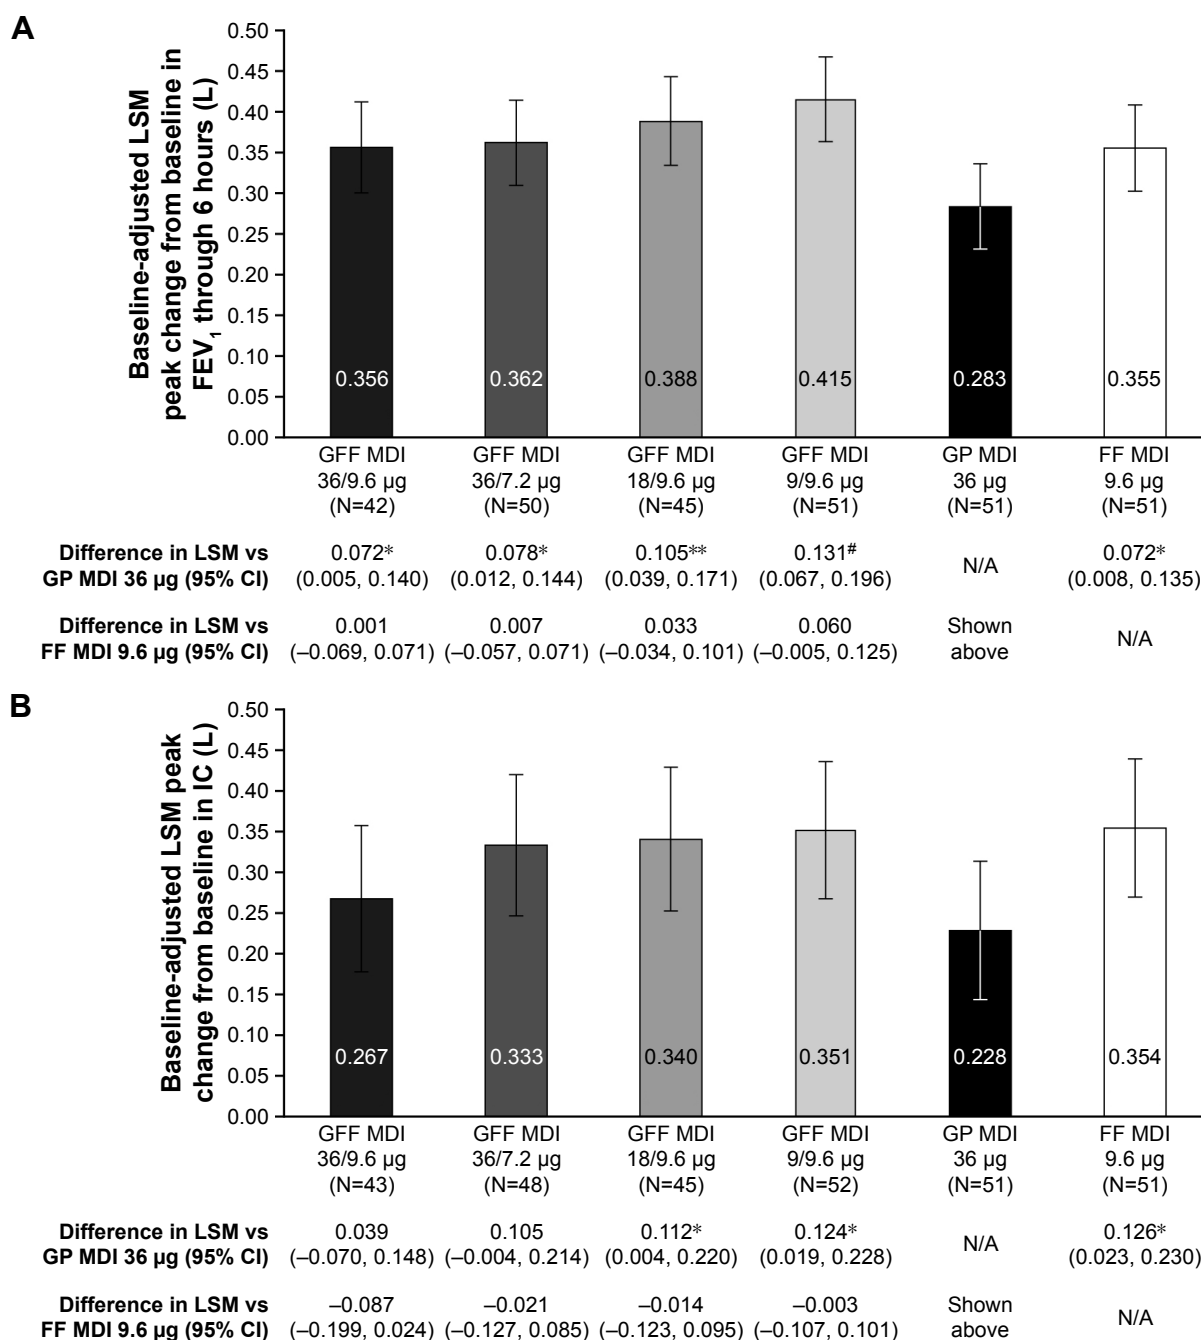 A
Baseline-adjusted LSM
peak change from baseline in
FEV₁ through 6 hours (L)
0.50
0.45
0.40
0.35
0.30
0.25
0.20
0.15
0.10
0.05
0.00
0.356 0.362 0.388 0.415 0.283 0.355
GFF MDI GFF MDI GFF MDI GFF MDI GP MDI FF MDI
36/9.6 µg 36/7.2 µg 18/9.6 µg 9/9.6 µg 36 µg 9.6 µg
(N=42) (N=50) (N=45) (N=51) (N=51) (N=51)
Difference in LSM vs 0.072* 0.078* 0.105** 0.131# N/A 0.072*
GP MDI 36 µg (95% CI) (0.005, 0.140) (0.012, 0.144) (0.039, 0.171) (0.067, 0.196) (0.008, 0.135)
Difference in LSM vs 0.001 0.007 0.033 0.060 Shown N/A
FF MDI 9.6 µg (95% CI) (–0.069, 0.071) (–0.057, 0.071) (–0.034, 0.101) (–0.005, 0.125) above
B
Baseline-adjusted LSM peak
change from baseline in IC (L)
0.50
0.45
0.40
0.35
0.30
0.25
0.20
0.15
0.10
0.05
0.00
0.267 0.333 0.340 0.351 0.228 0.354
GFF MDI GFF MDI GFF MDI GFF MDI GP MDI FF MDI
36/9.6 µg 36/7.2 µg 18/9.6 µg 9/9.6 µg 36 µg 9.6 µg
(N=43) (N=48) (N=45) (N=52) (N=51) (N=51)
Difference in LSM vs 0.039 0.105 0.112* 0.124* N/A 0.126*
GP MDI 36 µg (95% CI) (–0.070, 0.148) (–0.004, 0.214) (0.004, 0.220) (0.019, 0.228) (0.023, 0.230)
Difference in LSM vs –0.087 –0.021 –0.014 –0.003 Shown N/A
FF MDI 9.6 µg (95% CI) (–0.199, 0.024) (–0.127, 0.085) (–0.123, 0.095) (–0.107, 0.101) above